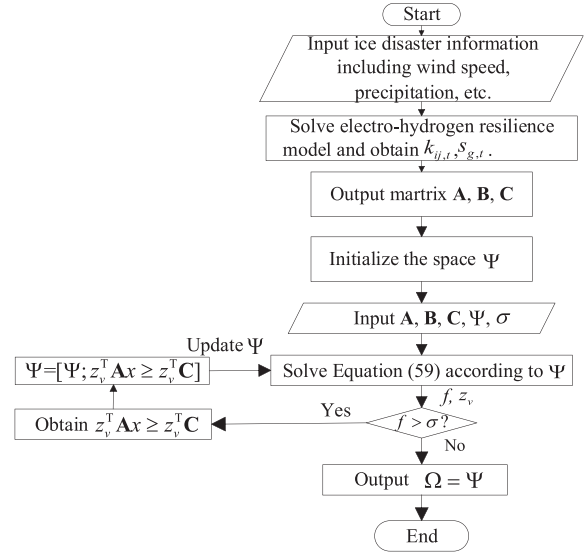 Start
Input ice disaster information
including wind speed,
precipitation, etc.
Solve electro-hydrogen resilience
model and obtain k_{ij,t}, s_{g,t}.
Output martrix A, B, C
Initialize the space Ψ
Input A, B, C, Ψ, σ
Update Ψ
Ψ=[Ψ; z_v^T Ax ≥ z_v^T C]
Solve Equation (59) according to Ψ
f, z_v
Yes
Obtain z_v^T Ax ≥ z_v^T C
f > σ?
No
Output Ω = Ψ
End